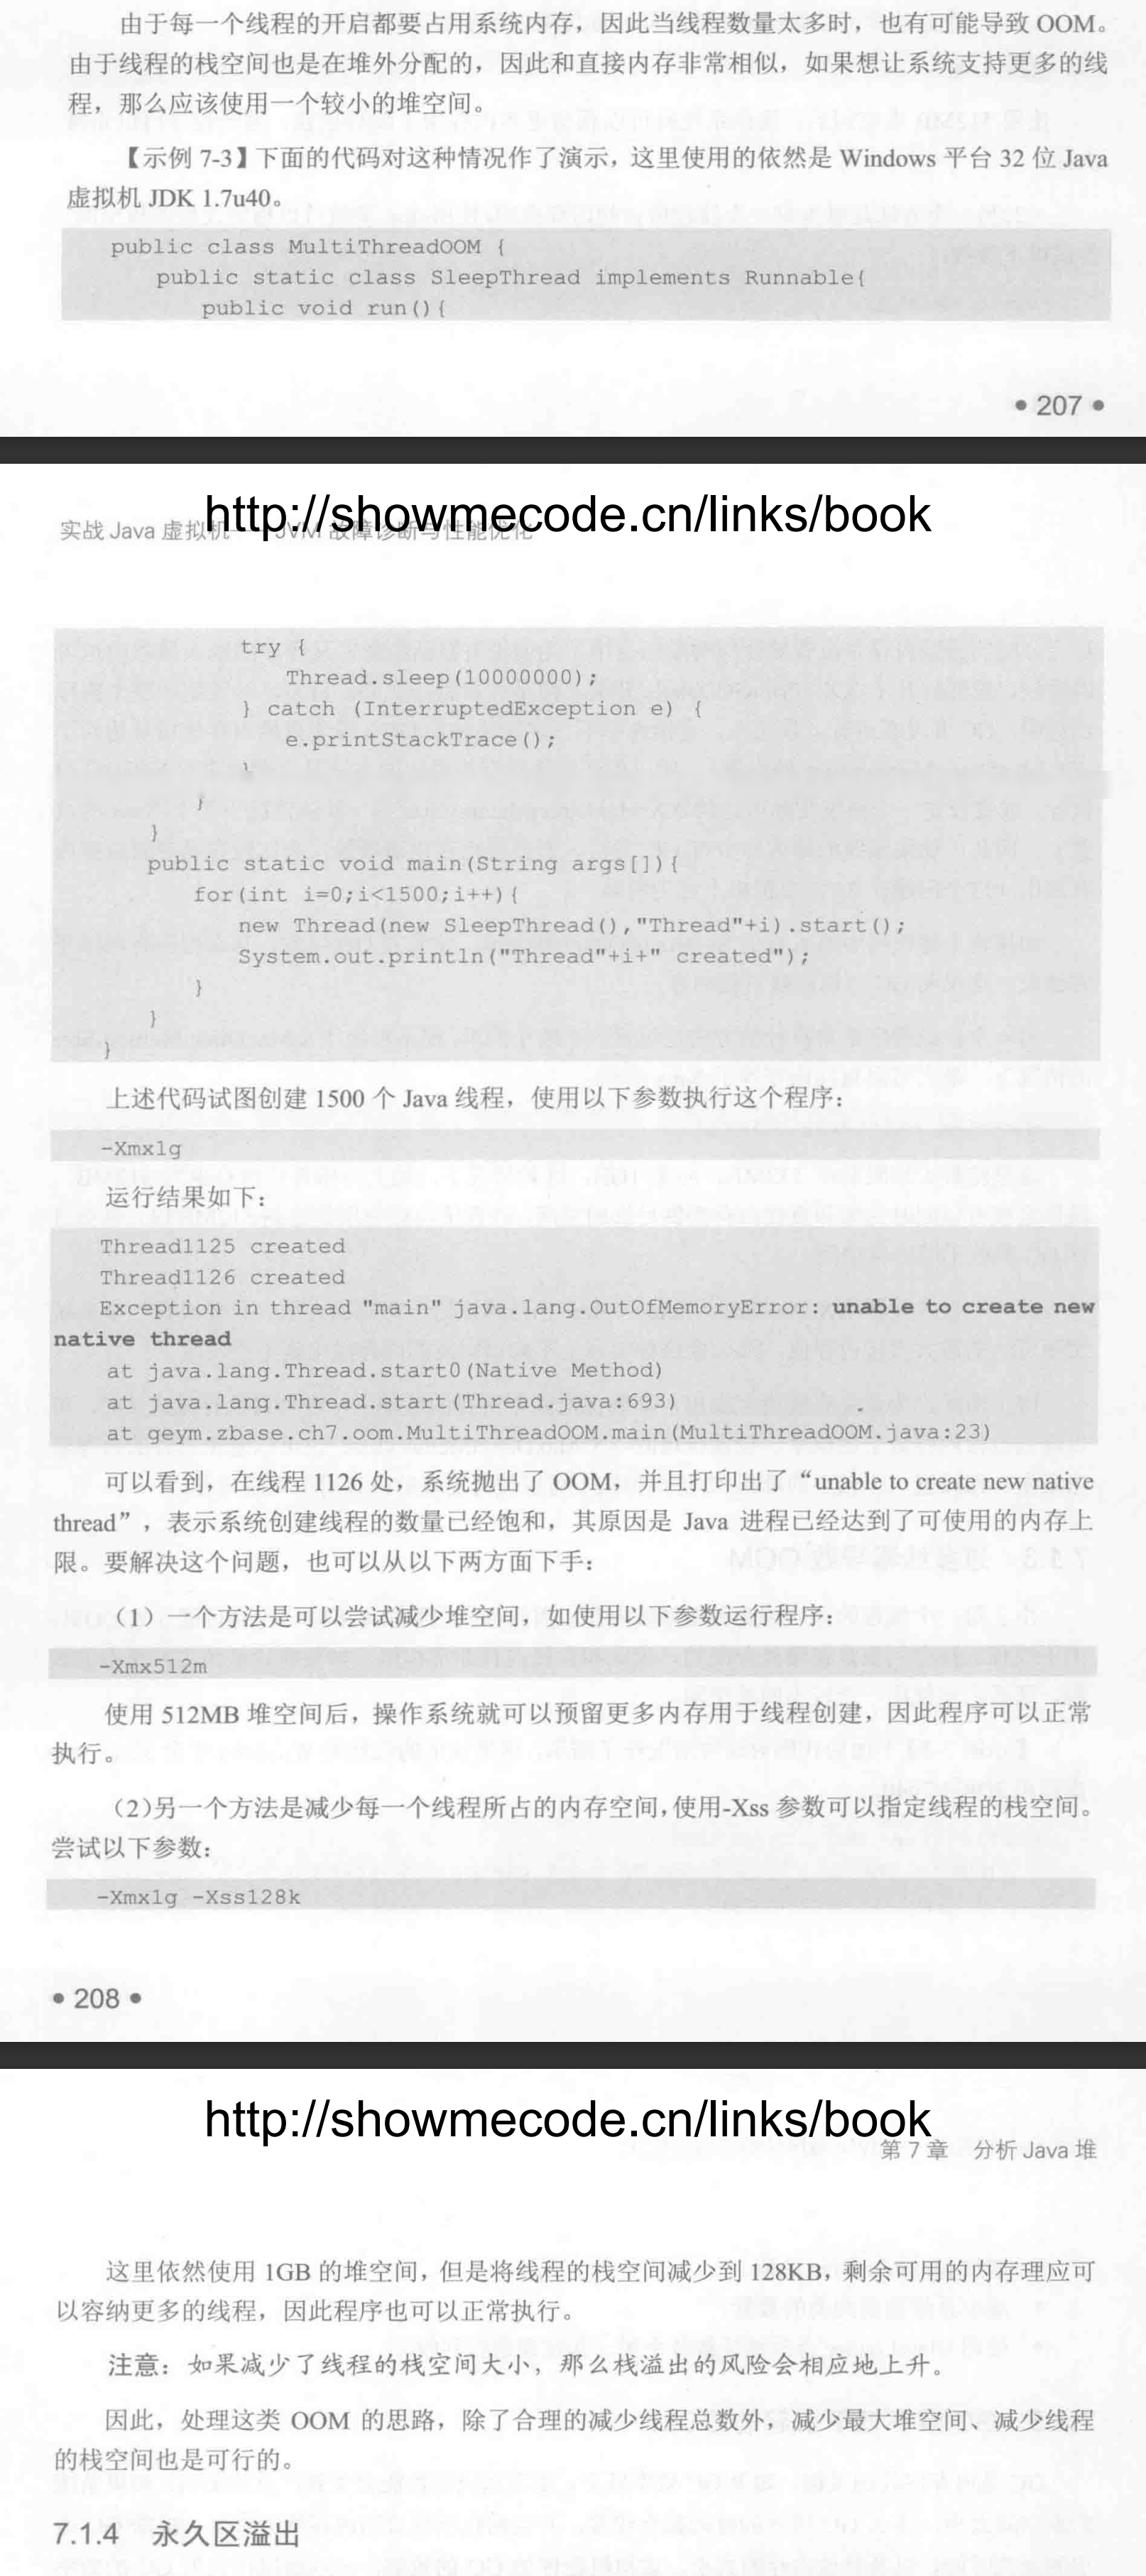 由于每一个线程的开启都要占用系统内存，因此当线程数量太多时，也有可能导致 OOM。
由于线程的栈空间也是在堆外分配的，因此和直接内存非常相似，如果想让系统支持更多的线
程，那么应该使用一个较小的堆空间。
【示例 7-3】下面的代码对这种情况作了演示，这里使用的依然是 Windows 平台 32 位 Java
虚拟机 JDK 1.7u40。
public class MultiThreadOOM {
public static class SleepThread implements Runnable{
public void run(){
• 207 •
http://showmecode.cn/links/book
实战 Java 虚拟机——JVM 故障诊断与性能优化
try {
Thread.sleep(10000000);
} catch (InterruptedException e) {
e.printStackTrace();
}
}
}
public static void main(String args[]){
for(int i=0;i<1500;i++){
new Thread(new SleepThread(),"Thread"+i).start();
System.out.println("Thread"+i+" created");
}
}
}
上述代码试图创建 1500 个 Java 线程，使用以下参数执行这个程序：
-Xmx1g
运行结果如下：
Thread1125 created
Thread1126 created
Exception in thread "main" java.lang.OutOfMemoryError: unable to create new
native thread
at java.lang.Thread.start0(Native Method)
at java.lang.Thread.start(Thread.java:693)
at geym.zbase.ch7.oom.MultiThreadOOM.main(MultiThreadOOM.java:23)
可以看到，在线程 1126 处，系统抛出了 OOM，并且打印出了“unable to create new native
thread”，表示系统创建线程的数量已经饱和，其原因是 Java 进程已经达到了可使用的内存上
限。要解决这个问题，也可以从以下两方面下手：
（1）一个方法是可以尝试减少堆空间，如使用以下参数运行程序：
-Xmx512m
使用 512MB 堆空间后，操作系统就可以预留更多内存用于线程创建，因此程序可以正常
执行。
（2）另一个方法是减少每一个线程所占的内存空间，使用-Xss 参数可以指定线程的栈空间。
尝试以下参数：
-Xmx1g -Xss128k
• 208 •
http://showmecode.cn/links/book
第 7 章 分析 Java 堆
这里依然使用 1GB 的堆空间，但是将线程的栈空间减少到 128KB，剩余可用的内存理应可
以容纳更多的线程，因此程序也可以正常执行。
注意：如果减少了线程的栈空间大小，那么栈溢出的风险会相应地上升。
因此，处理这类 OOM 的思路，除了合理的减少线程总数外，减少最大堆空间、减少线程
的栈空间也是可行的。
7.1.4 永久区溢出